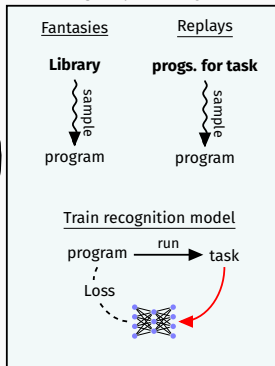 Fantasies
Replays
Library
progs. for task
sample
sample
program
program
Train recognition model
program
run
task
Loss